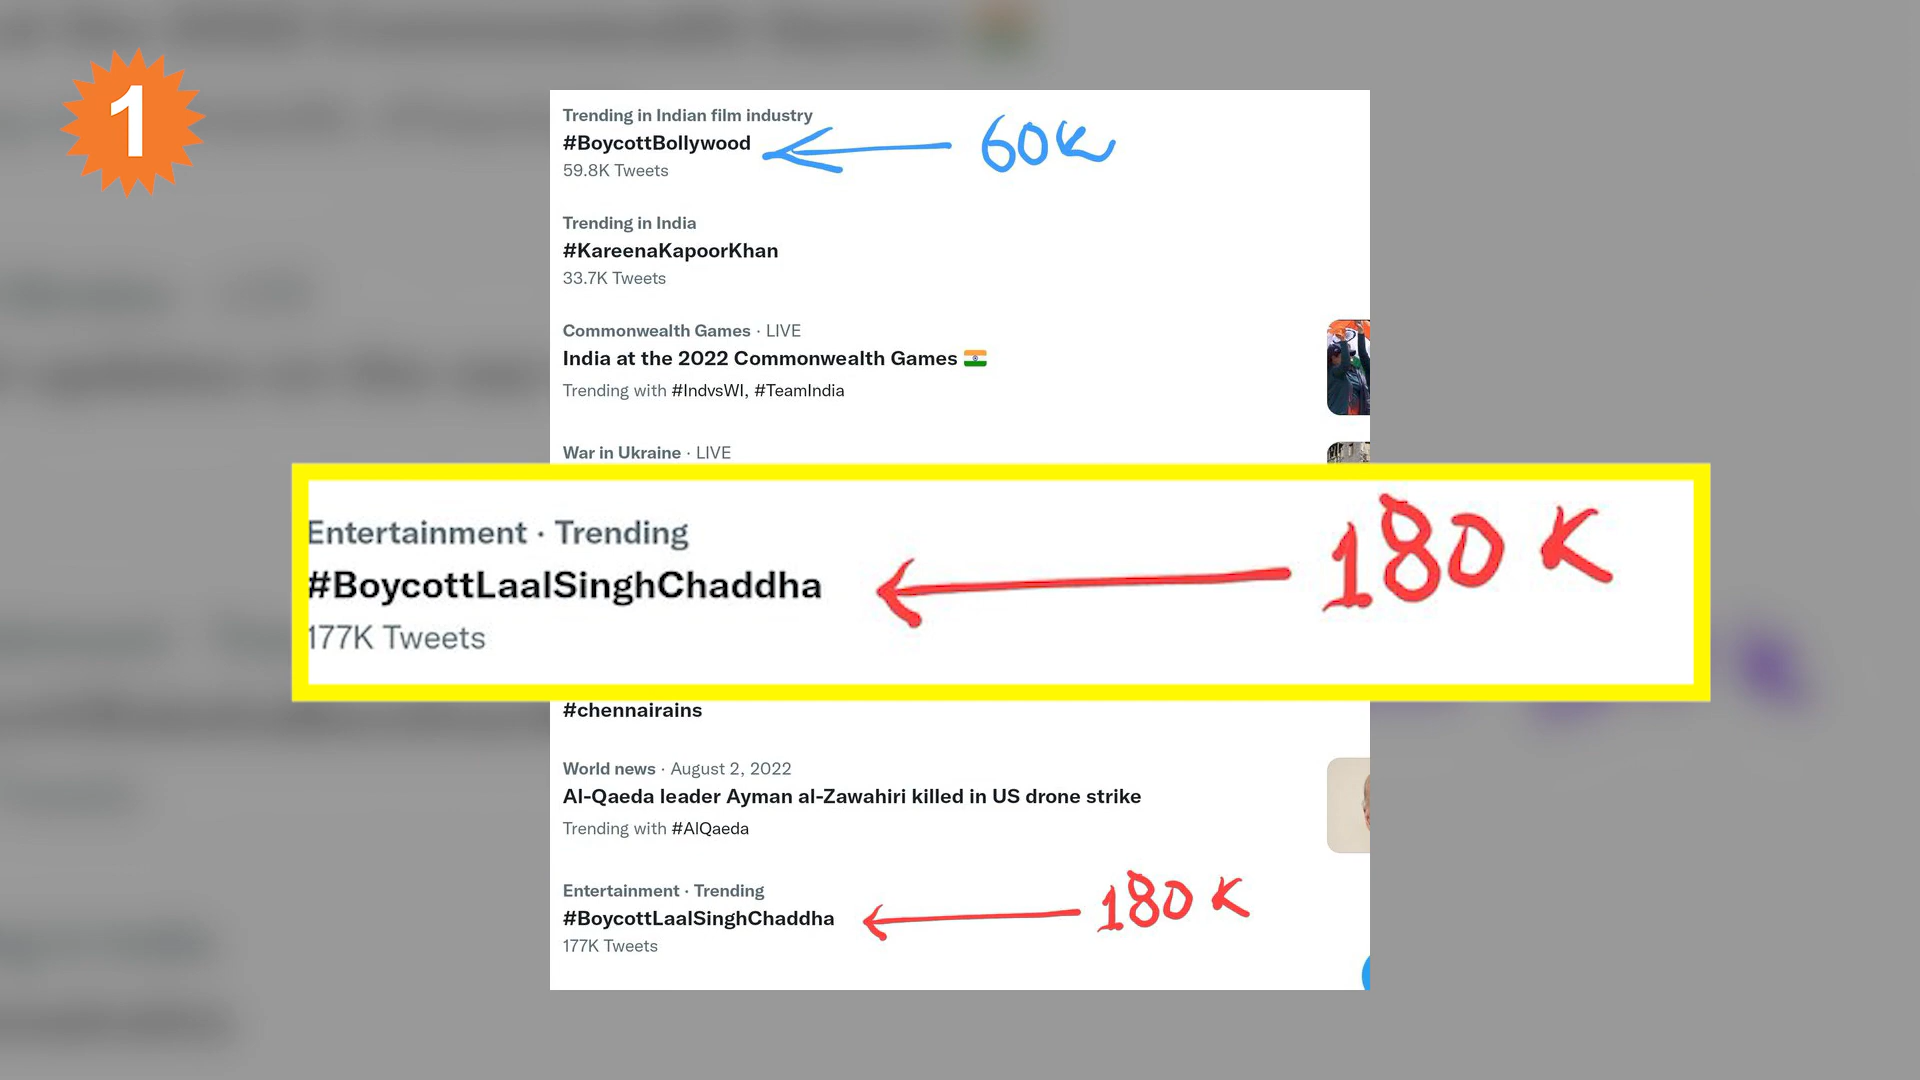 1
Trending in Indian film industry
#BoycottBollywood
59.8K Tweets
60K
Trending in India
#KareenaKapoorKhan
33.7K Tweets
Commonwealth Games · LIVE
India at the 2022 Commonwealth Games 🇮🇳
Trending with #IndvsWI, #TeamIndia
War in Ukraine · LIVE
Entertainment · Trending
#BoycottLaalSinghChaddha
177K Tweets
180 K
#chennairains
World news · August 2, 2022
Al-Qaeda leader Ayman al-Zawahiri killed in US drone strike
Trending with #AlQaeda
Entertainment · Trending
#BoycottLaalSinghChaddha
177K Tweets
180 K